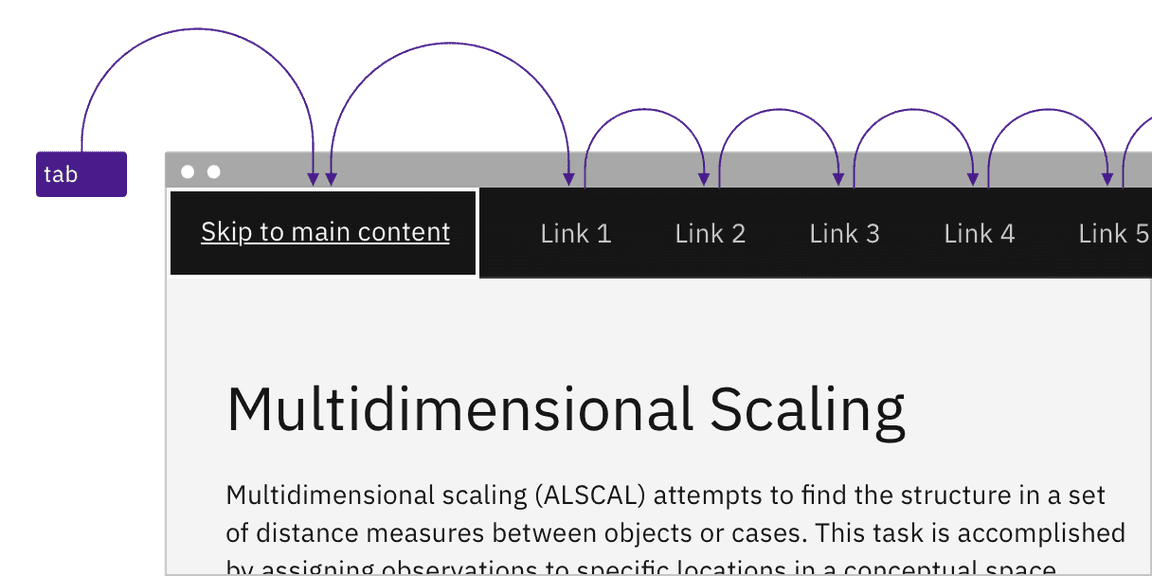 tab
Skip to main content
Link 1
Link 2
Link 3
Link 4
Link 5
Multidimensional Scaling
Multidimensional scaling (ALSCAL) attempts to find the structure in a set
of distance measures between objects or cases. This task is accomplished
by assigning observations to specific locations in a conceptual space